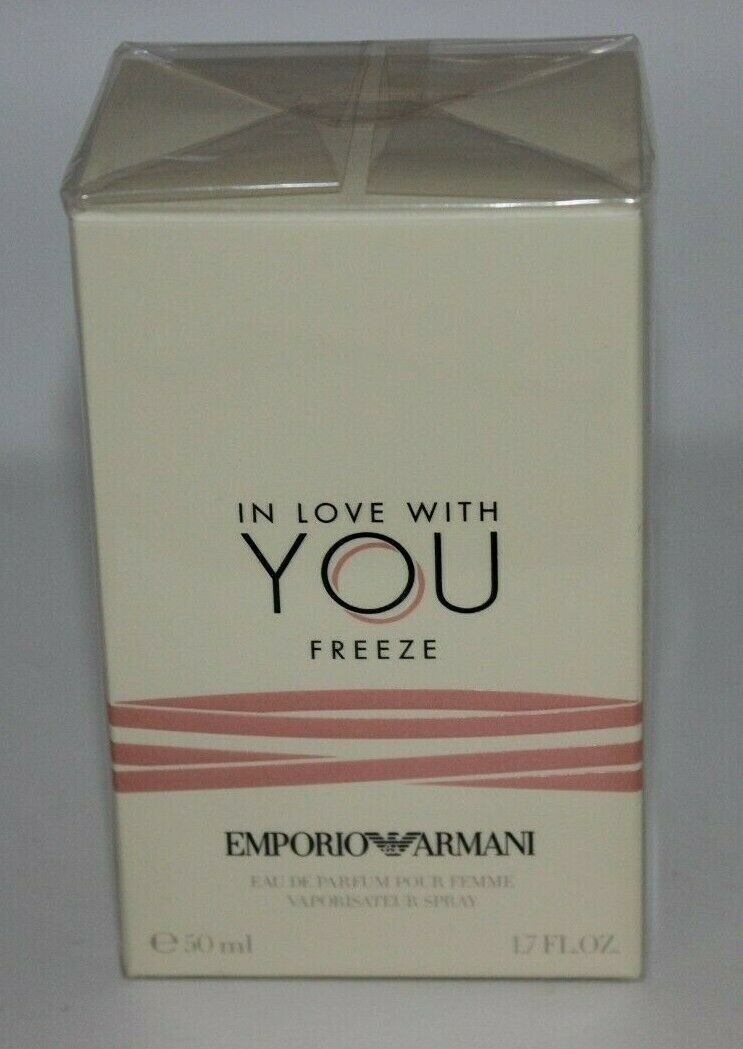 IN LOVE WITH
YOU
FREEZE
EMPORIO ARMANI
EAU DE PARFUM POUR FEMME
VAPORISATEUR SPRAY
℮ 50 ml 1.7 FL.OZ.